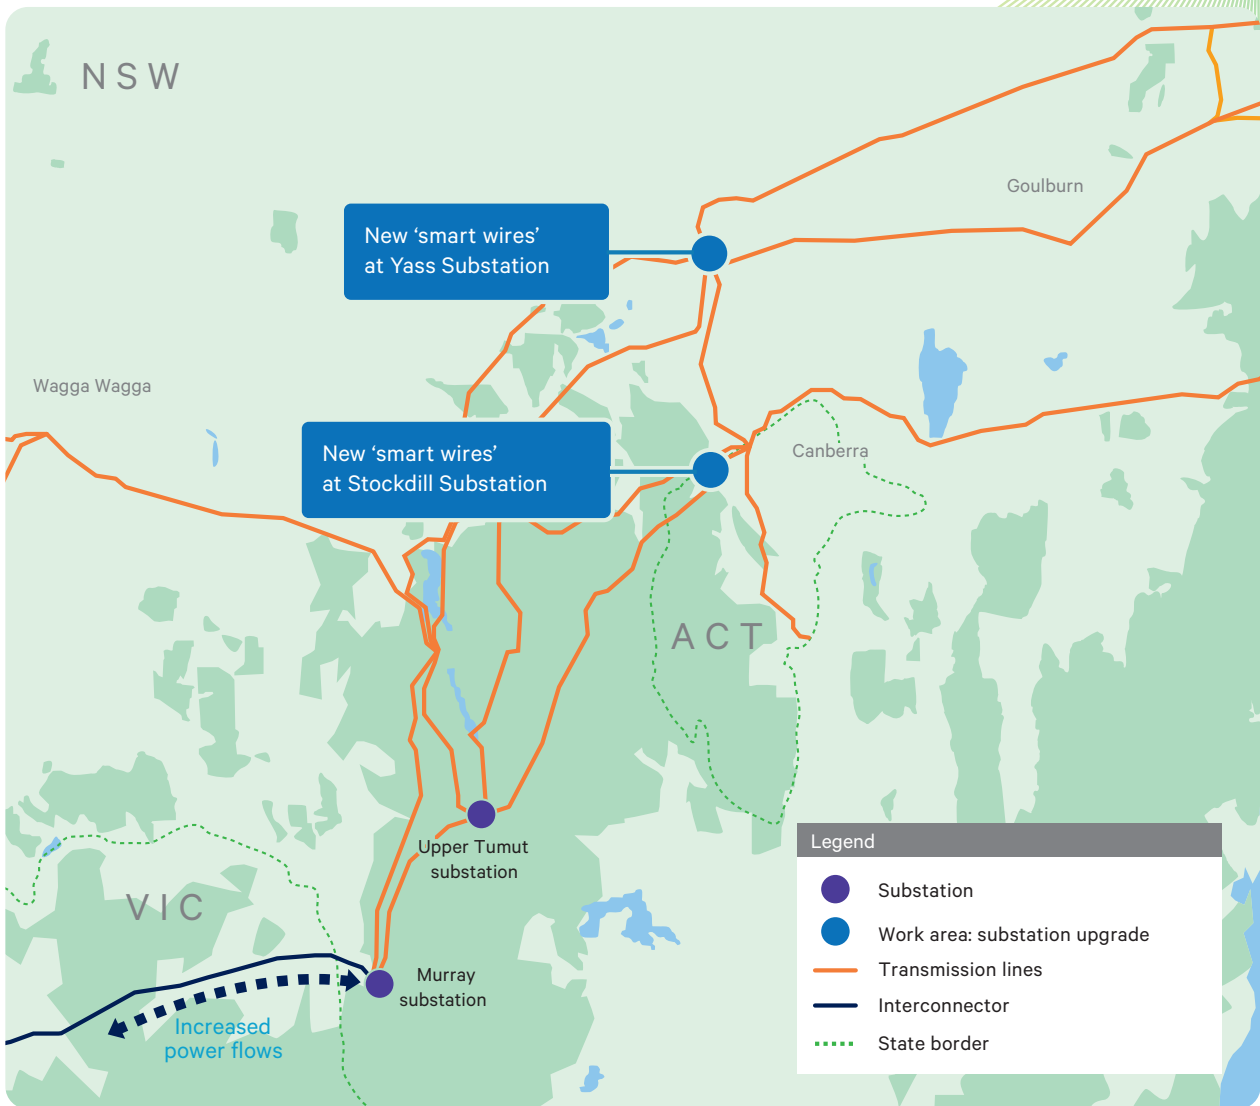 NSW
Goulburn
New ‘smart wires’
at Yass Substation
Wagga Wagga
New ‘smart wires’
at Stockdill Substation
Canberra
ACT
Upper Tumut
substation
VIC
Murray
substation
Increased
power flows
Legend
Substation
Work area: substation upgrade
Transmission lines
Interconnector
State border